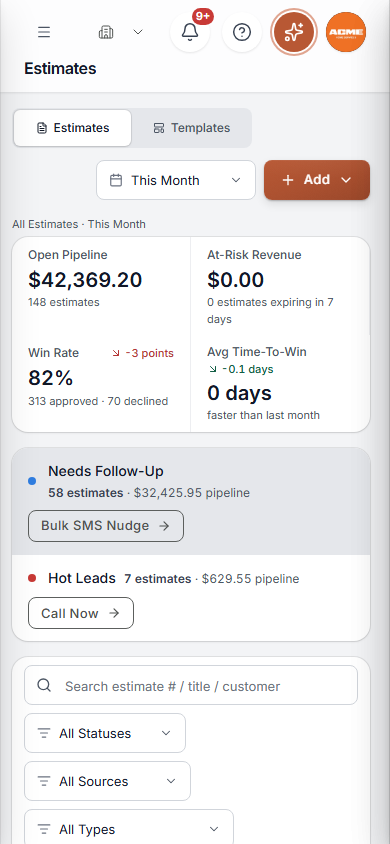 9+
ACME
Estimates
Estimates
Templates
This Month
Add
All Estimates · This Month
Open Pipeline
$42,369.20
148 estimates
At-Risk Revenue
$0.00
0 estimates expiring in 7
days
Win Rate
-3 points
82%
313 approved · 70 declined
Avg Time-To-Win
-0.1 days
0 days
faster than last month
Needs Follow-Up
58 estimates · $32,425.95 pipeline
Bulk SMS Nudge
Hot Leads 7 estimates · $629.55 pipeline
Call Now
Search estimate # / title / customer
All Statuses
All Sources
All Types